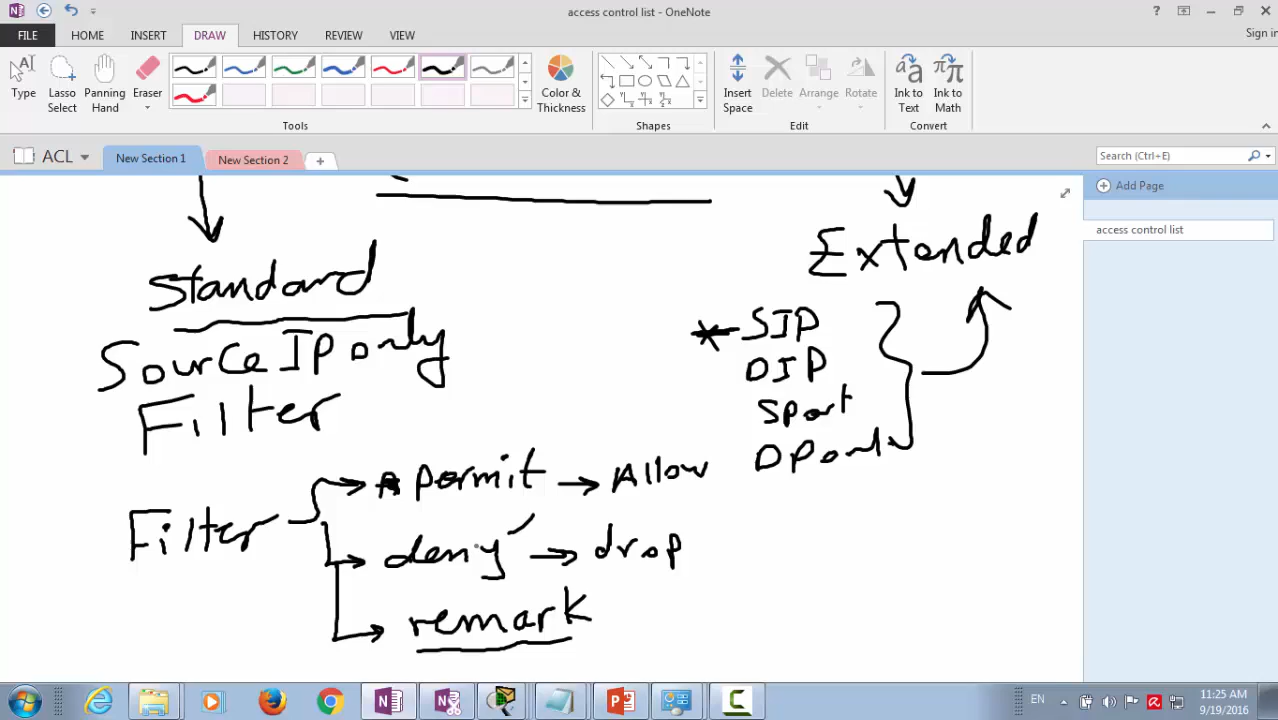 access control list - OneNote
?
FILE HOME INSERT DRAW HISTORY REVIEW VIEW
Sign in
Type
Lasso Select
Panning Hand
Eraser
Color & Thickness
Insert Space
Delete
Arrange
Rotate
Ink to Text
Ink to Math
Tools
Shapes
Edit
Convert
ACL
New Section 1
New Section 2
Search (Ctrl+E)
Add Page
access control list
Standard
Source IP only
Filter
Extended
SIP
DIP
SPort
DPort
Filter
permit → Allow
deny → drop
remark
EN
11:25 AM
9/19/2016